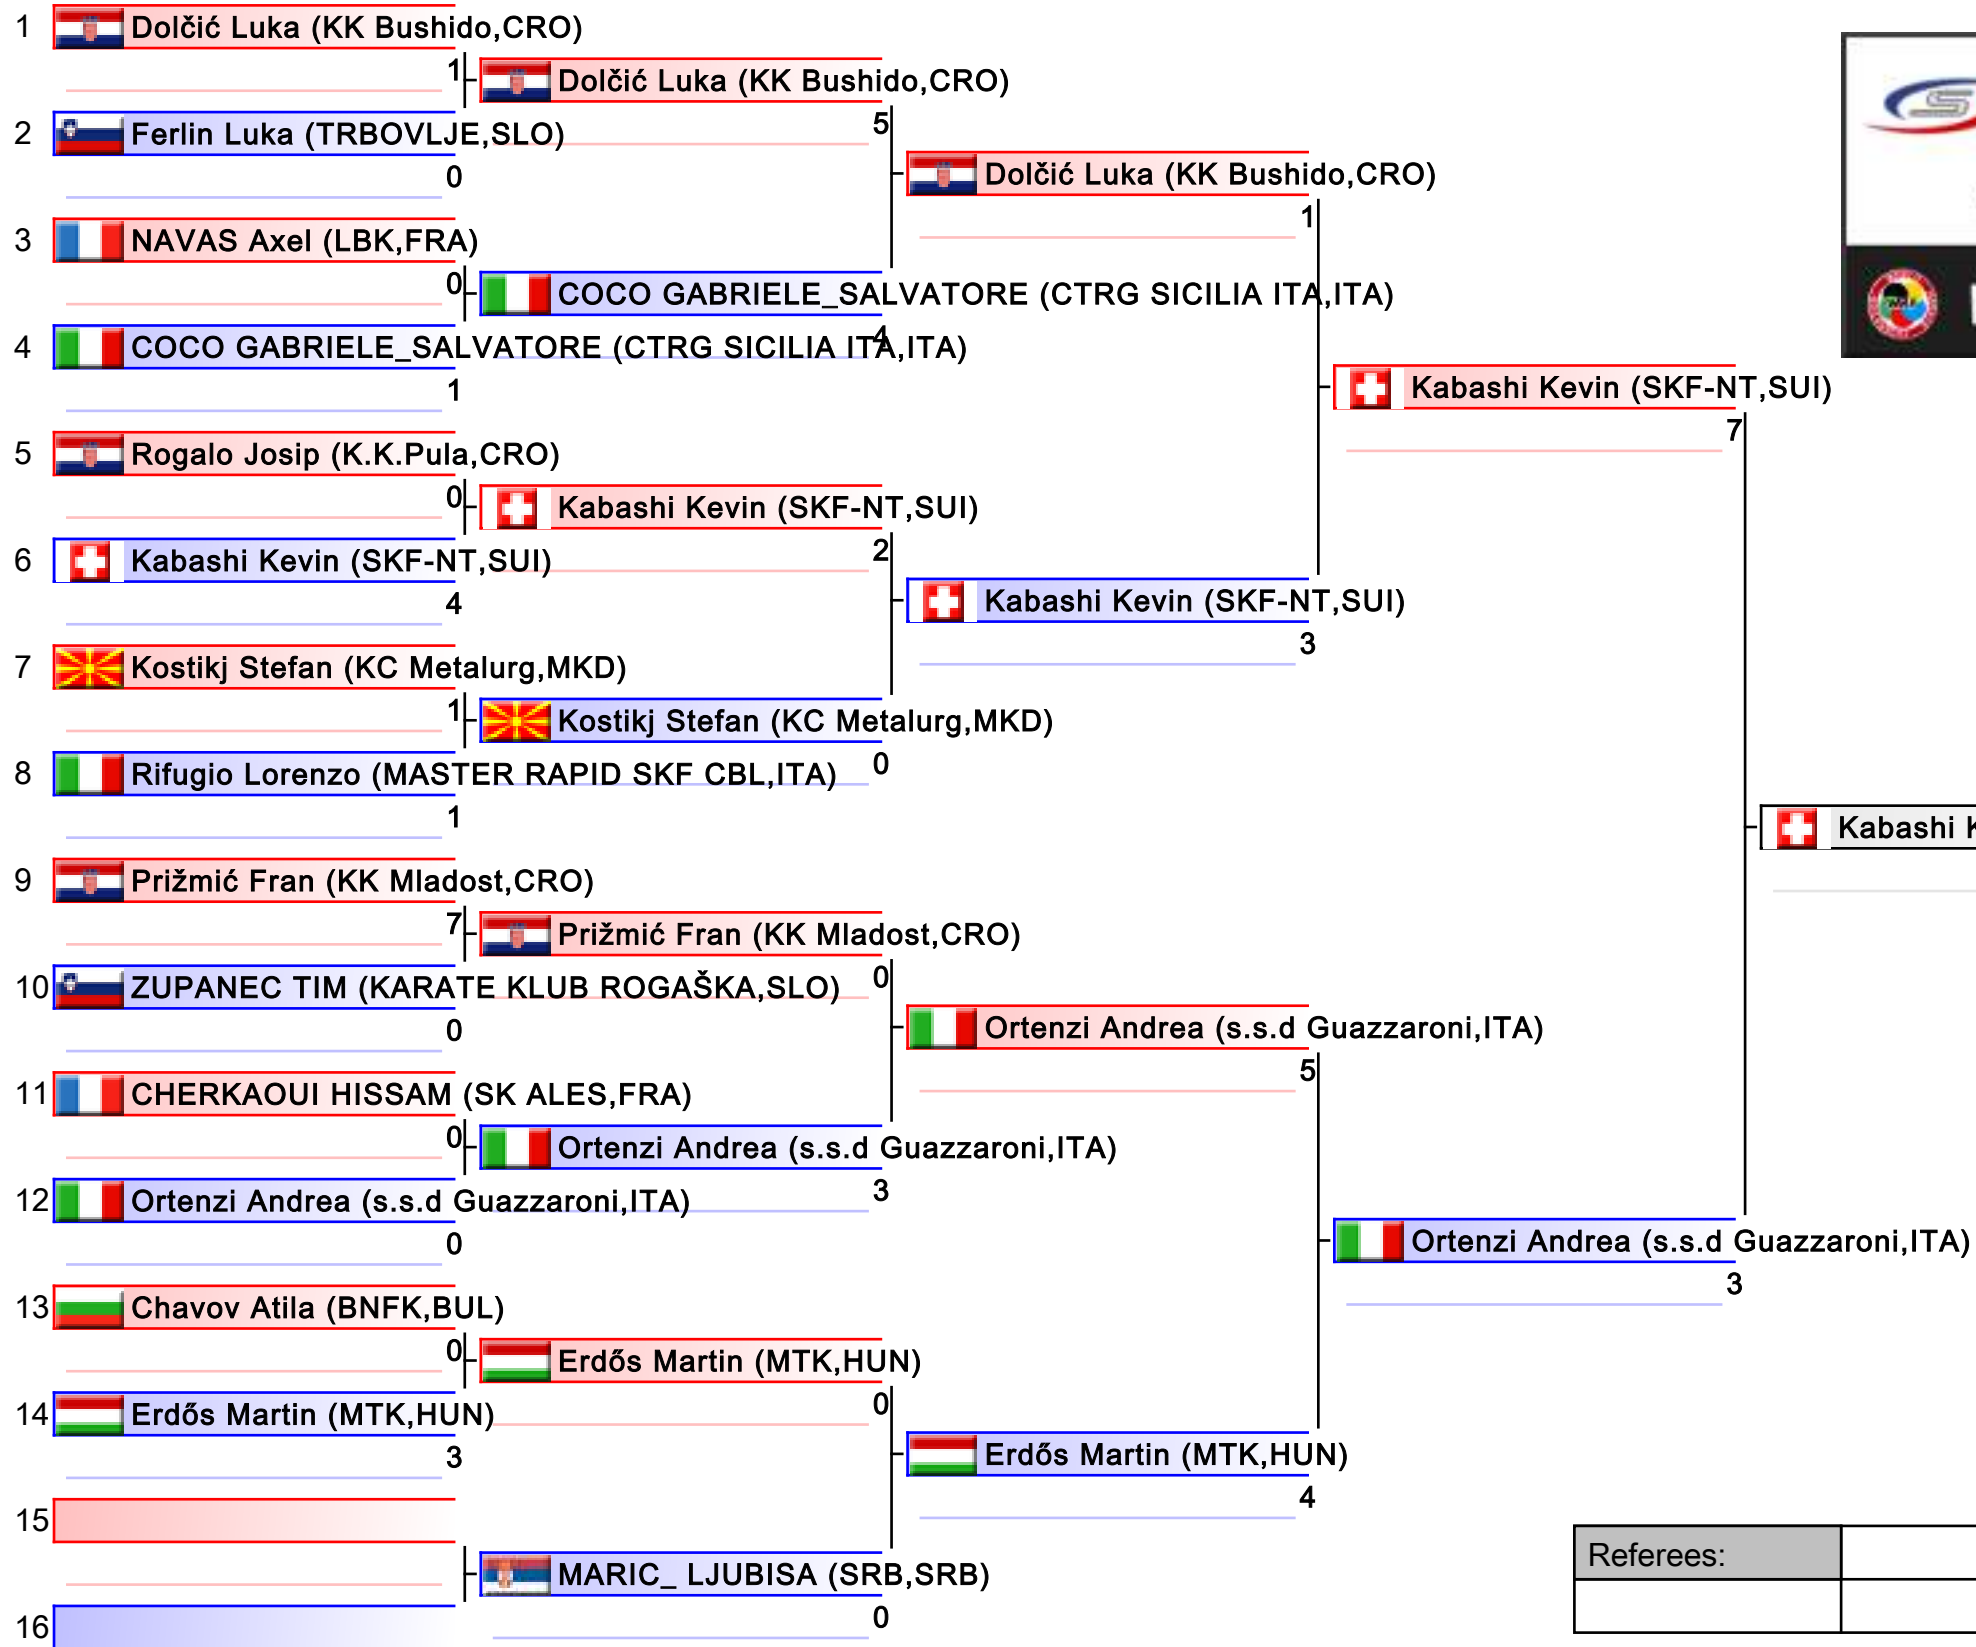 1 Dolčić Luka (KK Bushido,CRO)
1
2 Ferlin Luka (TRBOVLJE,SLO)
0
3 NAVAS Axel (LBK,FRA)
0
4 COCO GABRIELE_SALVATORE (CTRG SICILIA ITA,ITA)
1
5 Rogalo Josip (K.K.Pula,CRO)
0
6 Kabashi Kevin (SKF-NT,SUI)
4
7 Kostikj Stefan (KC Metalurg,MKD)
1
8 Rifugio Lorenzo (MASTER RAPID SKF CBL,ITA)
1
9 Prižmić Fran (KK Mladost,CRO)
7
10 ZUPANEC TIM (KARATE KLUB ROGAŠKA,SLO)
0
11 CHERKAOUI HISSAM (SK ALES,FRA)
0
12 Ortenzi Andrea (s.s.d Guazzaroni,ITA)
0
13 Chavov Atila (BNFK,BUL)
0
14 Erdős Martin (MTK,HUN)
3
15
16
Dolčić Luka (KK Bushido,CRO)
5
COCO GABRIELE_SALVATORE (CTRG SICILIA ITA,ITA)
4
Kabashi Kevin (SKF-NT,SUI)
2
Kostikj Stefan (KC Metalurg,MKD)
0
Prižmić Fran (KK Mladost,CRO)
0
Ortenzi Andrea (s.s.d Guazzaroni,ITA)
3
Erdős Martin (MTK,HUN)
0
MARIC_ LJUBISA (SRB,SRB)
0
Dolčić Luka (KK Bushido,CRO)
1
Kabashi Kevin (SKF-NT,SUI)
3
Ortenzi Andrea (s.s.d Guazzaroni,ITA)
5
Erdős Martin (MTK,HUN)
4
Kabashi Kevin (SKF-NT,SUI)
7
Ortenzi Andrea (s.s.d Guazzaroni,ITA)
3
Kabashi
Referees: